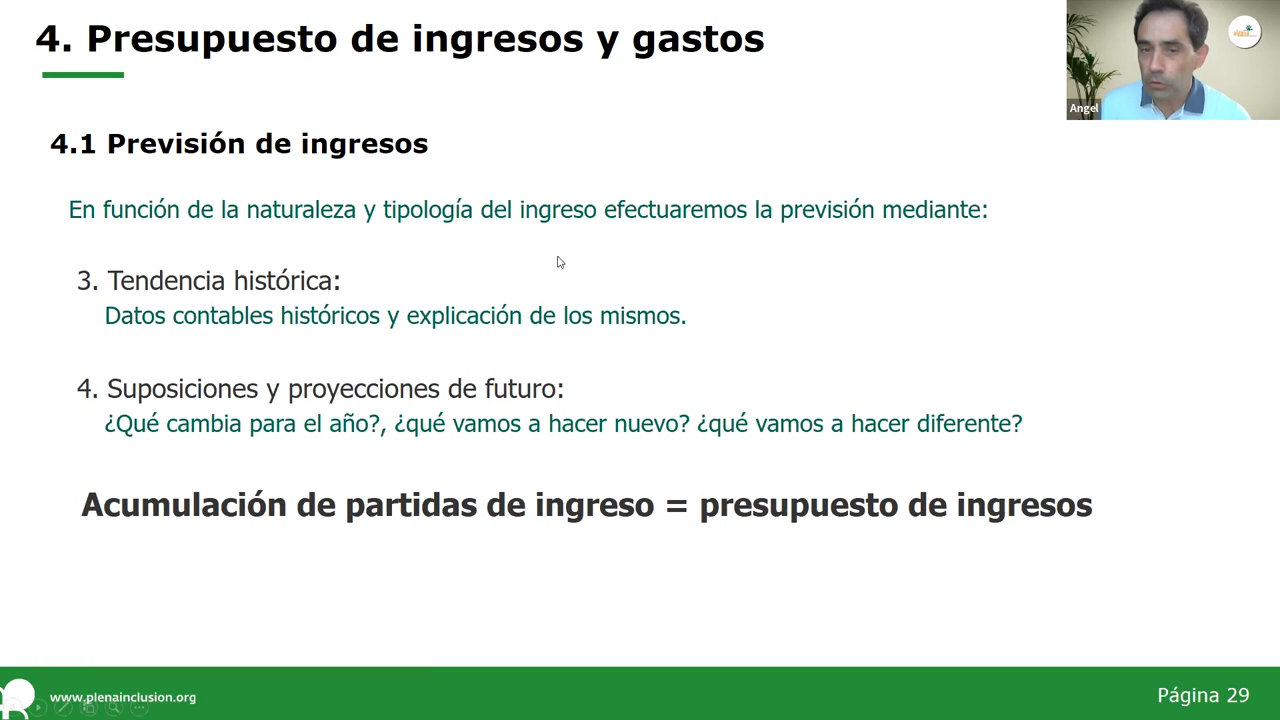 4. Presupuesto de ingresos y gastos
Angel
4.1 Previsión de ingresos
En función de la naturaleza y tipología del ingreso efectuaremos la previsión mediante:
3. Tendencia histórica:
Datos contables históricos y explicación de los mismos.
4. Suposiciones y proyecciones de futuro:
¿Qué cambia para el año?, ¿qué vamos a hacer nuevo? ¿qué vamos a hacer diferente?
Acumulación de partidas de ingreso = presupuesto de ingresos
www.plenainclusion.org
Página 29